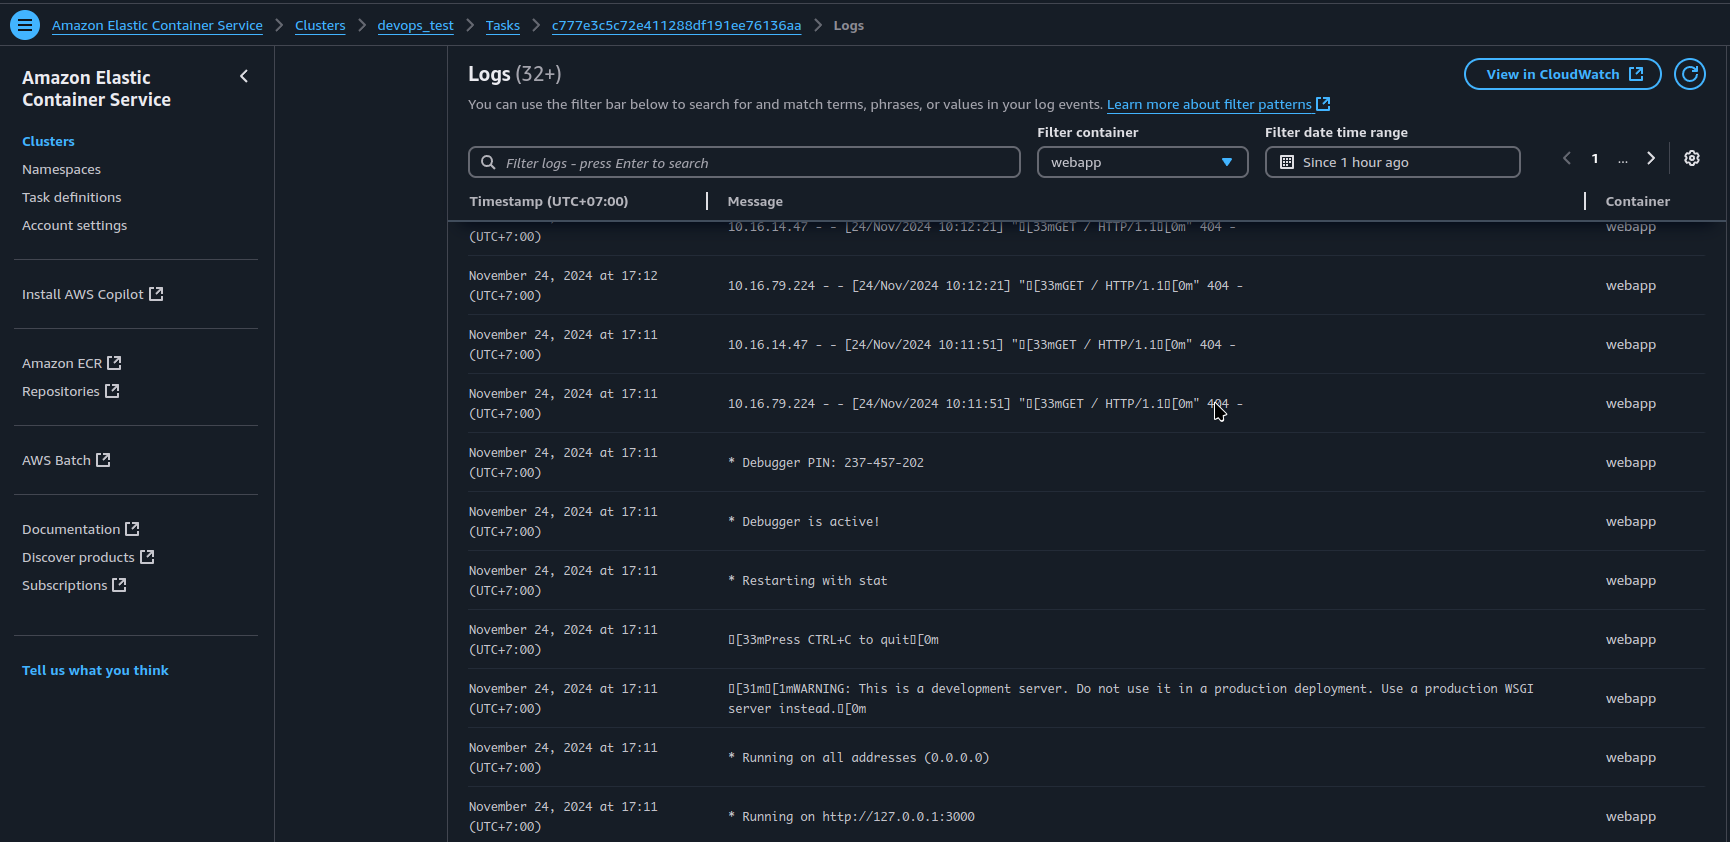 Amazon Elastic Container Service > Clusters > devops_test > Tasks > c777e3c5c72e411288df191ee76136aa > Logs
Amazon Elastic
Container Service
Clusters
Namespaces
Task definitions
Account settings
Install AWS Copilot
Amazon ECR
Repositories
AWS Batch
Documentation
Discover products
Subscriptions
Tell us what you think
Logs (32+)
View in CloudWatch
You can use the filter bar below to search for and match terms, phrases, or values in your log events. Learn more about filter patterns
Filter container
Filter date time range
Filter logs - press Enter to search
webapp
Since 1 hour ago
1 ...
Timestamp (UTC+07:00) Message Container
(UTC+7:00) 10.16.14.47 - - [24/Nov/2024 10:12:21] "▯[33mGET / HTTP/1.1▯[0m" 404 - webapp
November 24, 2024 at 17:12
(UTC+7:00)
10.16.79.224 - - [24/Nov/2024 10:12:21] "▯[33mGET / HTTP/1.1▯[0m" 404 - webapp
November 24, 2024 at 17:11
(UTC+7:00)
10.16.14.47 - - [24/Nov/2024 10:11:51] "▯[33mGET / HTTP/1.1▯[0m" 404 - webapp
November 24, 2024 at 17:11
(UTC+7:00)
10.16.79.224 - - [24/Nov/2024 10:11:51] "▯[33mGET / HTTP/1.1▯[0m" 404 - webapp
November 24, 2024 at 17:11
(UTC+7:00)
* Debugger PIN: 237-457-202 webapp
November 24, 2024 at 17:11
(UTC+7:00)
* Debugger is active! webapp
November 24, 2024 at 17:11
(UTC+7:00)
* Restarting with stat webapp
November 24, 2024 at 17:11
(UTC+7:00)
▯[33mPress CTRL+C to quit▯[0m webapp
November 24, 2024 at 17:11
(UTC+7:00)
▯[31m▯[1mWARNING: This is a development server. Do not use it in a production deployment. Use a production WSGI
server instead.▯[0m
webapp
November 24, 2024 at 17:11
(UTC+7:00)
* Running on all addresses (0.0.0.0) webapp
November 24, 2024 at 17:11
(UTC+7:00)
* Running on http://127.0.0.1:3000 webapp